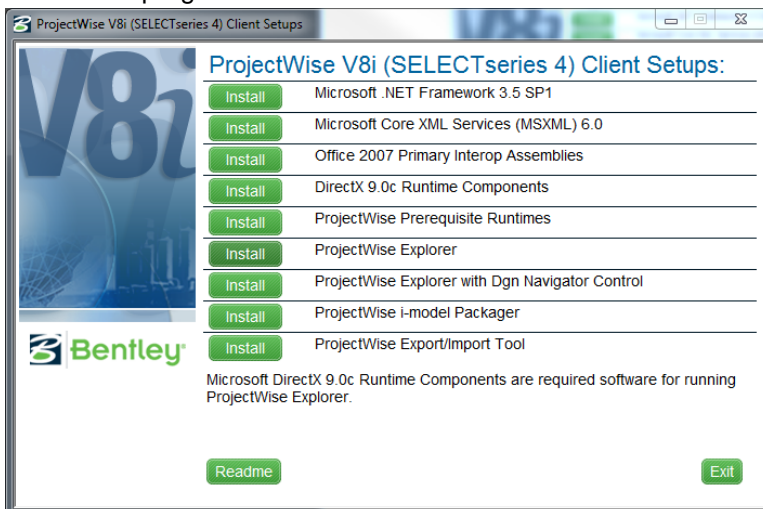 ProjectWise V8i (SELECTseries 4) Client Setups
V8i
ProjectWise V8i (SELECTseries 4) Client Setups:
Install Microsoft .NET Framework 3.5 SP1
Install Microsoft Core XML Services (MSXML) 6.0
Install Office 2007 Primary Interop Assemblies
Install DirectX 9.0c Runtime Components
Install ProjectWise Prerequisite Runtimes
Install ProjectWise Explorer
Install ProjectWise Explorer with Dgn Navigator Control
Install ProjectWise i-model Packager
Install ProjectWise Export/Import Tool
Bentley
Microsoft DirectX 9.0c Runtime Components are required software for running
ProjectWise Explorer.
Readme Exit